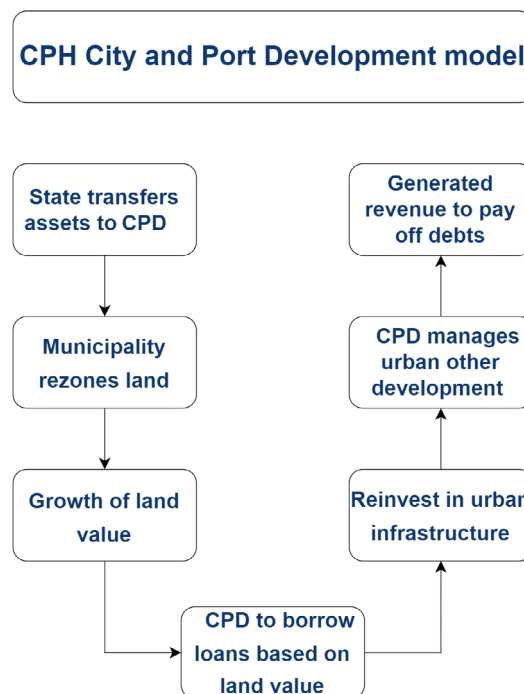 CPH City and Port Development model
State transfers
assets to CPD
Municipality
rezones land
Growth of land
value
CPD to borrow
loans based on
land value
Reinvest in urban
infrastructure
CPD manages
urban other
development
Generated
revenue to pay
off debts